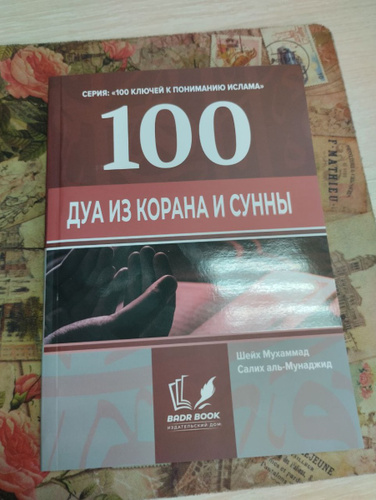 СЕРИЯ: «100 КЛЮЧЕЙ К ПОНИМАНИЮ ИСЛАМА»
100
ДУА ИЗ КОРАНА И СУННЫ
Шейх Мухаммад
Салих аль-Мунаджид
BADR BOOK
ИЗДАТЕЛЬСКИЙ ДОМ